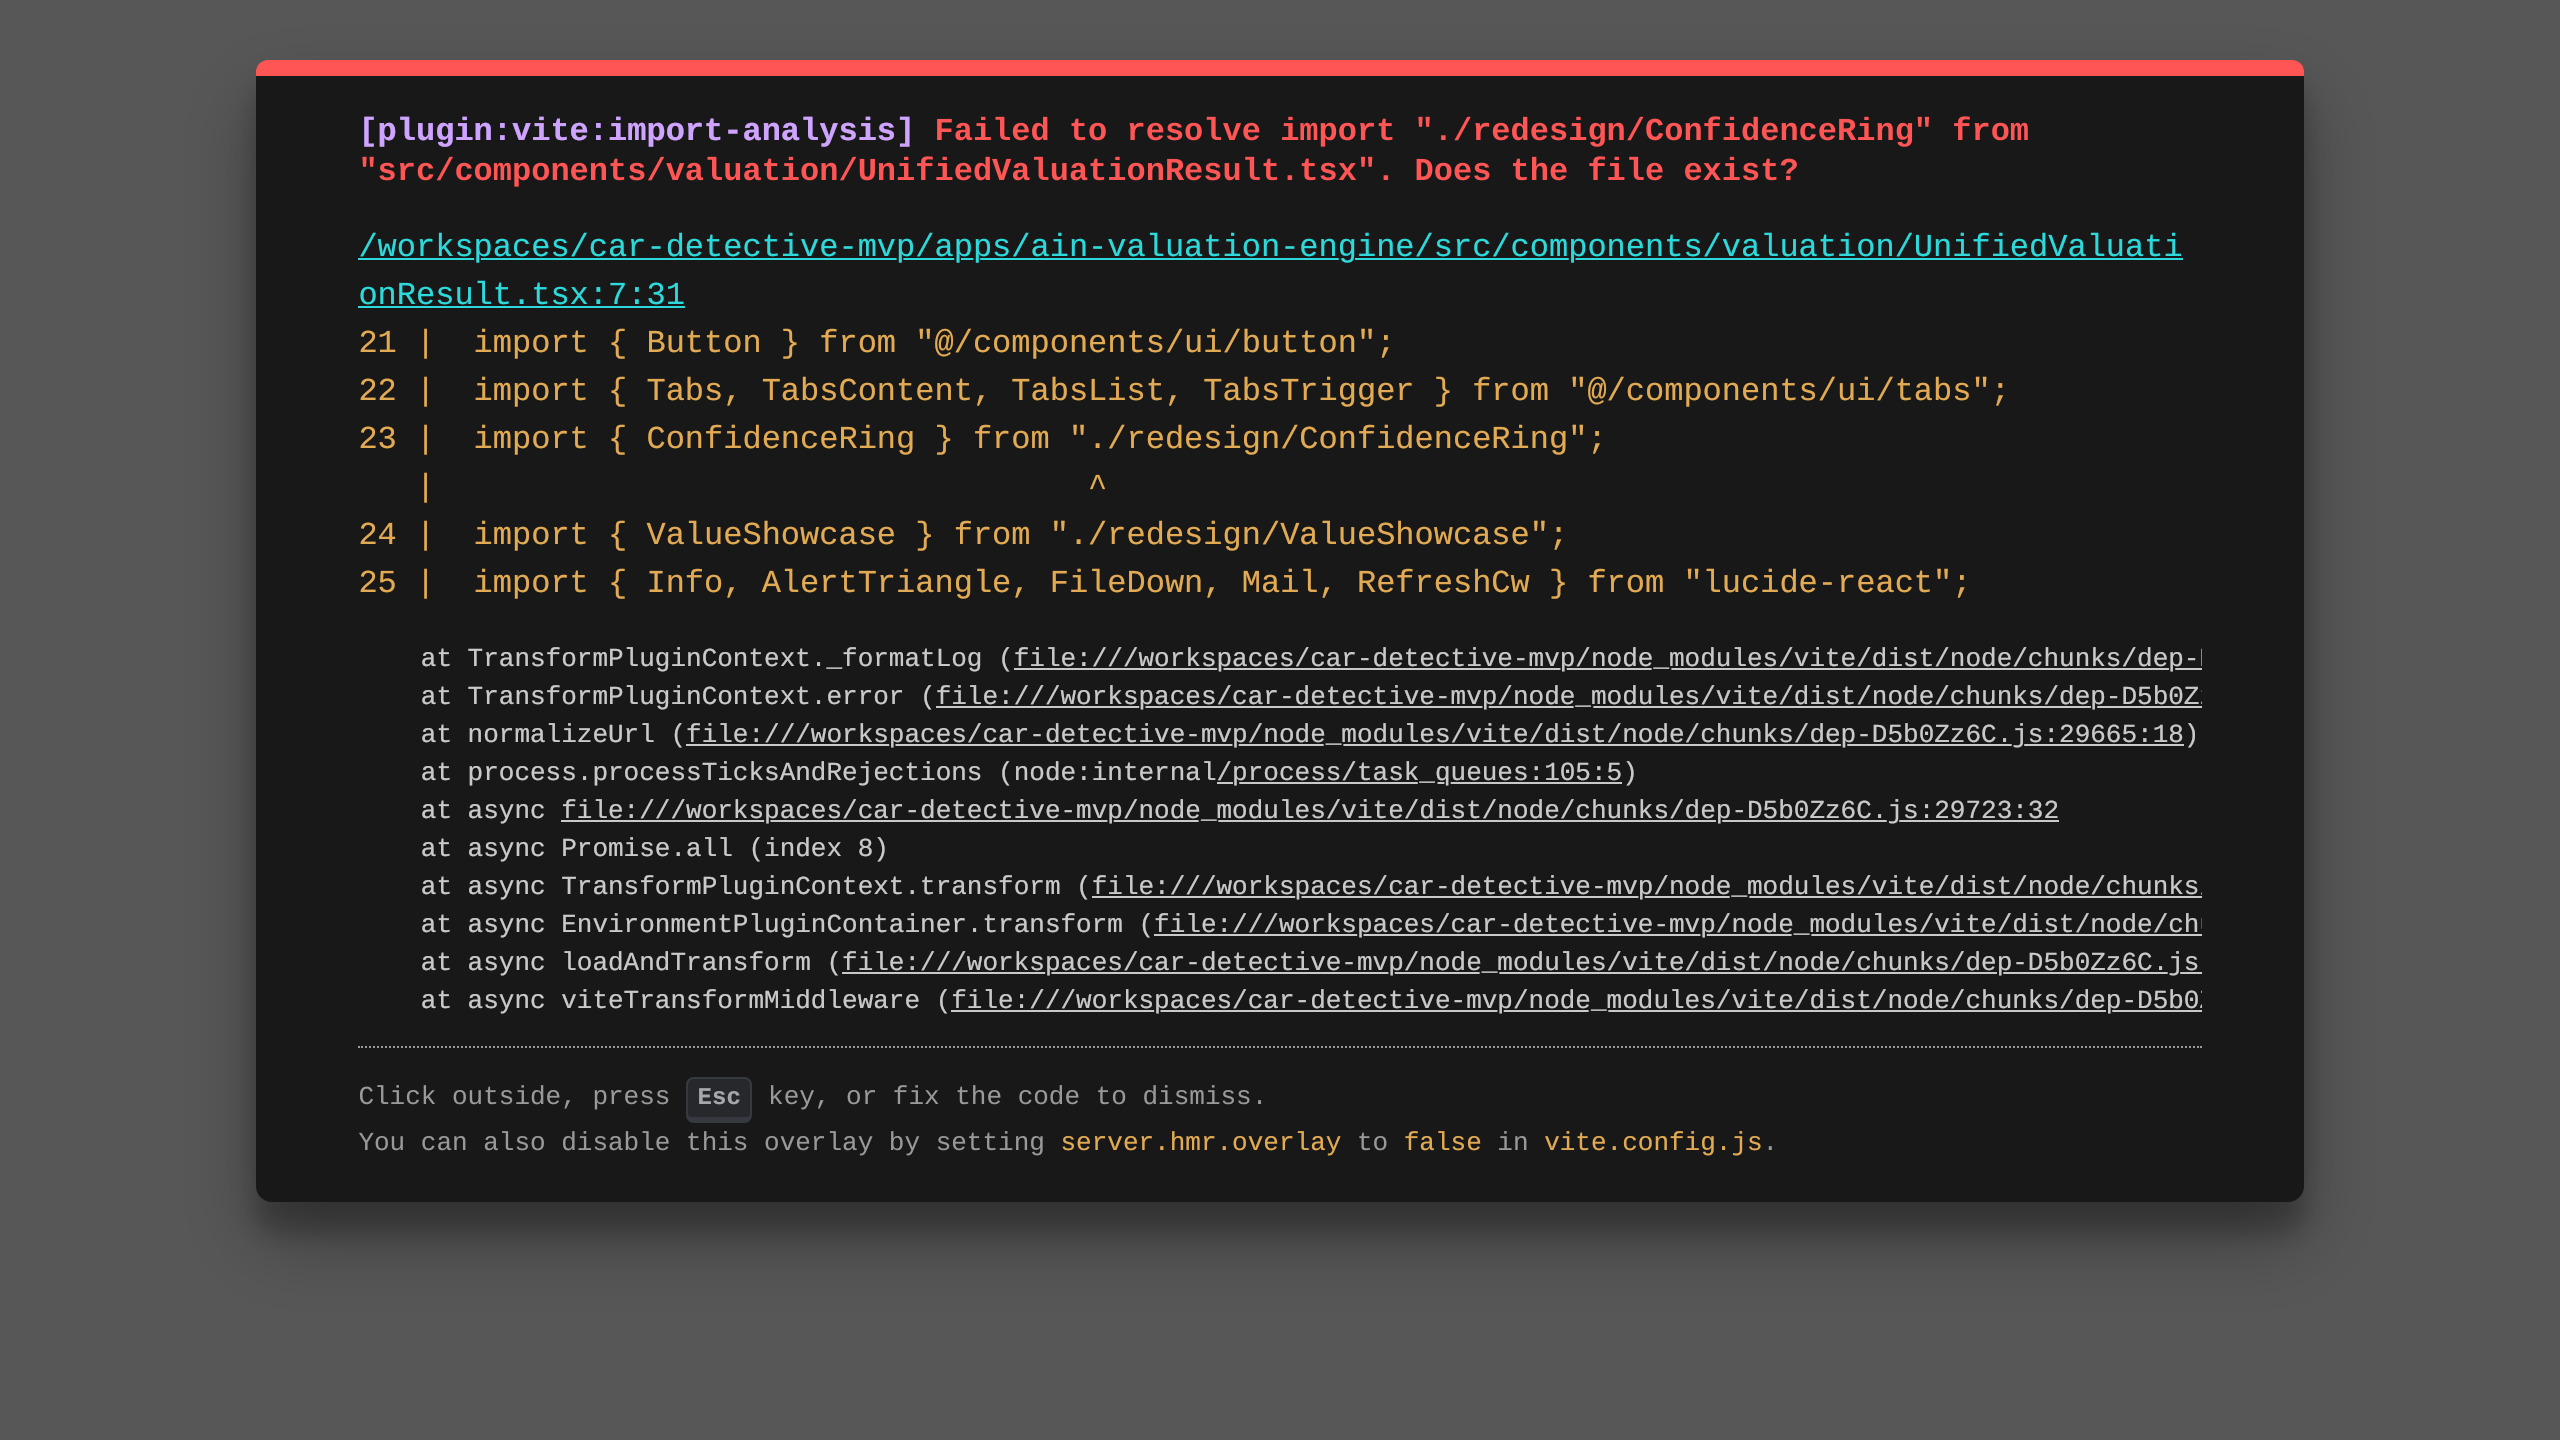 [plugin:vite:import-analysis] Failed to resolve import "./redesign/ConfidenceRing" from
"src/components/valuation/UnifiedValuationResult.tsx". Does the file exist?
/workspaces/car-detective-mvp/apps/ain-valuation-engine/src/components/valuation/UnifiedValuati
onResult.tsx:7:31
21 |  import { Button } from "@/components/ui/button";
22 |  import { Tabs, TabsContent, TabsList, TabsTrigger } from "@/components/ui/tabs";
23 |  import { ConfidenceRing } from "./redesign/ConfidenceRing";
   |                                  ^
24 |  import { ValueShowcase } from "./redesign/ValueShowcase";
25 |  import { Info, AlertTriangle, FileDown, Mail, RefreshCw } from "lucide-react";
at TransformPluginContext._formatLog (file:///workspaces/car-detective-mvp/node_modules/vite/dist/node/chunks/dep-
at TransformPluginContext.error (file:///workspaces/car-detective-mvp/node_modules/vite/dist/node/chunks/dep-D5b0Z
at normalizeUrl (file:///workspaces/car-detective-mvp/node_modules/vite/dist/node/chunks/dep-D5b0Zz6C.js:29665:18)
at process.processTicksAndRejections (node:internal/process/task_queues:105:5)
at async file:///workspaces/car-detective-mvp/node_modules/vite/dist/node/chunks/dep-D5b0Zz6C.js:29723:32
at async Promise.all (index 8)
at async TransformPluginContext.transform (file:///workspaces/car-detective-mvp/node_modules/vite/dist/node/chunks
at async EnvironmentPluginContainer.transform (file:///workspaces/car-detective-mvp/node_modules/vite/dist/node/ch
at async loadAndTransform (file:///workspaces/car-detective-mvp/node_modules/vite/dist/node/chunks/dep-D5b0Zz6C.js
at async viteTransformMiddleware (file:///workspaces/car-detective-mvp/node_modules/vite/dist/node/chunks/dep-D5b0
Click outside, press Esc key, or fix the code to dismiss.
You can also disable this overlay by setting server.hmr.overlay to false in vite.config.js.